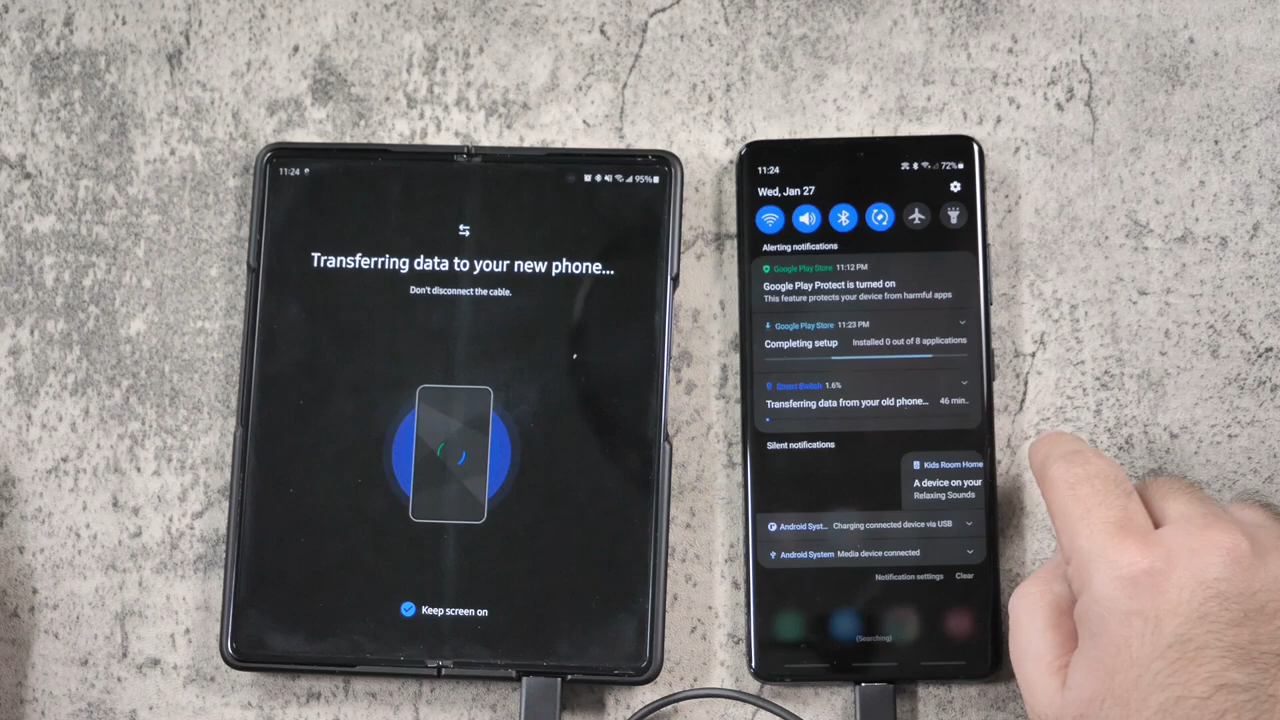 11:24
95%
Transferring data to your new phone...
Don't disconnect the cable.
Keep screen on
11:24
72%
Wed, Jan 27
Alerting notifications
Google Play Store 11:12 PM
Google Play Protect is turned on
This feature protects your device from harmful apps
Google Play Store 11:23 PM
Completing setup Installed 0 out of 8 applications
Smart Switch 1.6%
Transferring data from your old phone... 46 min..
Silent notifications
Kids Room Home
A device on your
Relaxing Sounds
Android Syst... Charging connected device via USB
Android System Media device connected
Notification settings Clear
(Searching)